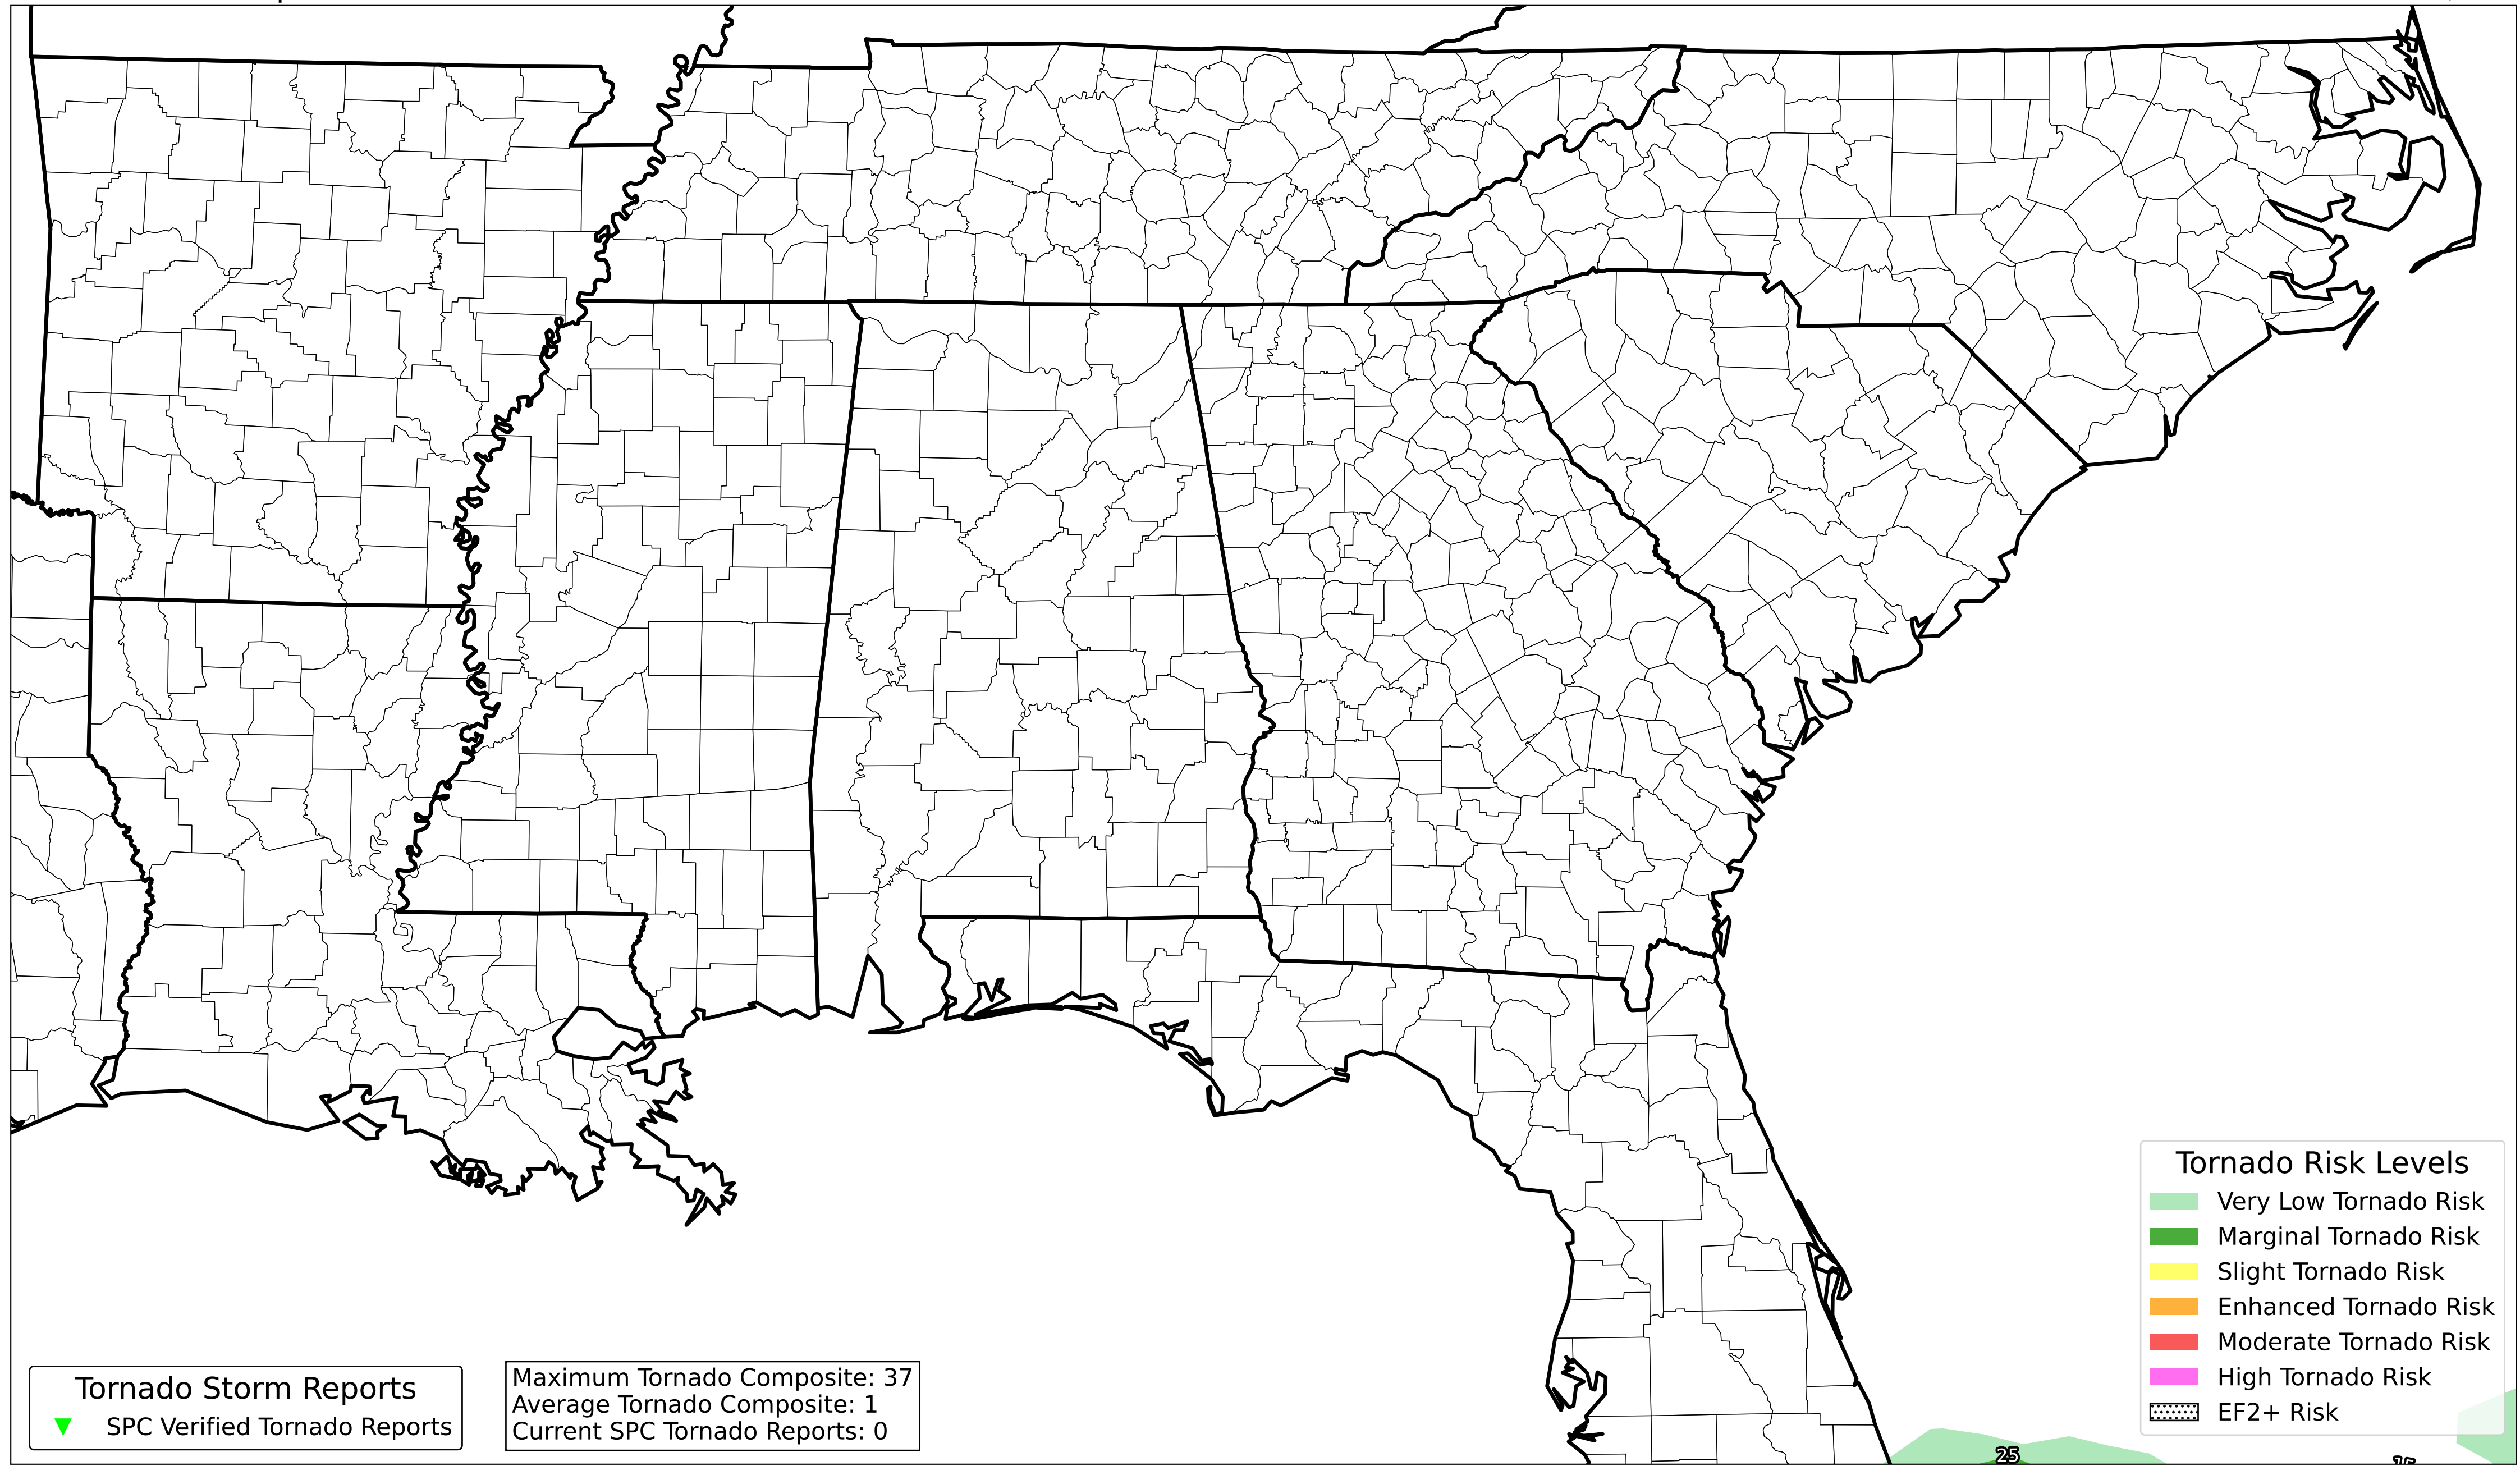 Tornado Risk Levels
Very Low Tornado Risk
Marginal Tornado Risk
Slight Tornado Risk
Enhanced Tornado Risk
Moderate Tornado Risk
High Tornado Risk
EF2+ Risk
Tornado Storm Reports
SPC Verified Tornado Reports
Maximum Tornado Composite: 37
Average Tornado Composite: 1
Current SPC Tornado Reports: 0
25